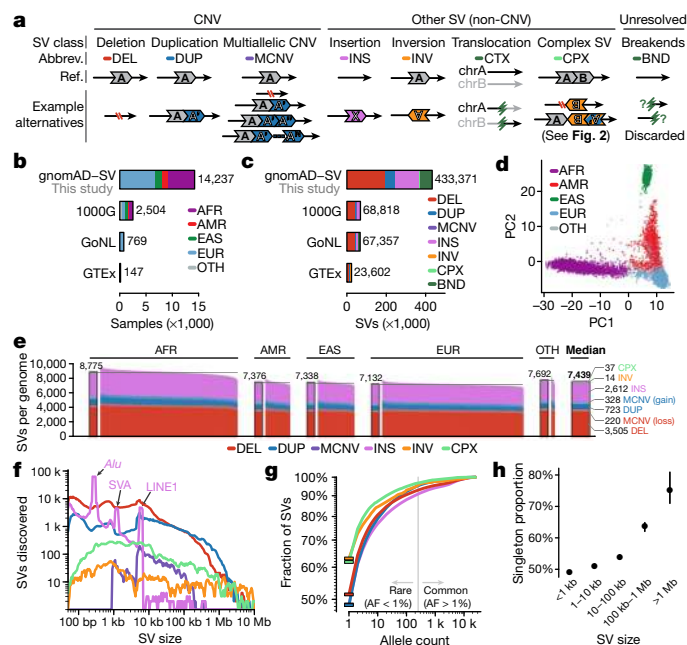 a
CNV
Other SV (non-CNV)
Unresolved
SV class Deletion Duplication Multiallelic CNV Insertion Inversion Translocation Complex SV Breakends
Abbrev. DEL DUP MCNV INS INV CTX CPX BND
Ref. A A A A chrA chrB A B
Example alternatives
chrA
chrB
(See Fig. 2)
Discarded
b
gnomAD–SV
This study
14,237
1000G
2,504
GoNL
769
GTEx
147
0 5 10 15
Samples (×1,000)
AFR
AMR
EAS
EUR
OTH
c
gnomAD–SV
This study
433,371
1000G
68,818
GoNL
67,357
GTEx
23,602
0 200 400
SVs (×1,000)
DEL
DUP
MCNV
INS
INV
CPX
BND
d
AFR
AMR
EAS
EUR
OTH
PC2
20
10
0
–30 –20 –10 0 10
PC1
e
AFR AMR EAS EUR OTH Median
SVs per genome
10,000
8,000
6,000
4,000
2,000
0
8,775 7,376 7,338 7,132 7,692 7,439
37 CPX
14 INV
2,612 INS
328 MCNV (gain)
723 DUP
220 MCNV (loss)
3,505 DEL
DEL DUP MCNV INS INV CPX
f
SVs discovered
100 k
10 k
1 k
100
10
Alu
SVA
LINE1
100 bp 1 kb 10 kb 100 kb 1 Mb 10 Mb
SV size
g
Fraction of SVs
100%
90%
80%
70%
60%
50%
Rare (AF < 1%)
Common (AF > 1%)
1 10 100 1 k 10 k
Allele count
h
Singleton proportion
80%
70%
60%
50%
<1 kb
1–10 kb
10–100 kb
100 kb–1 Mb
>1 Mb
SV size